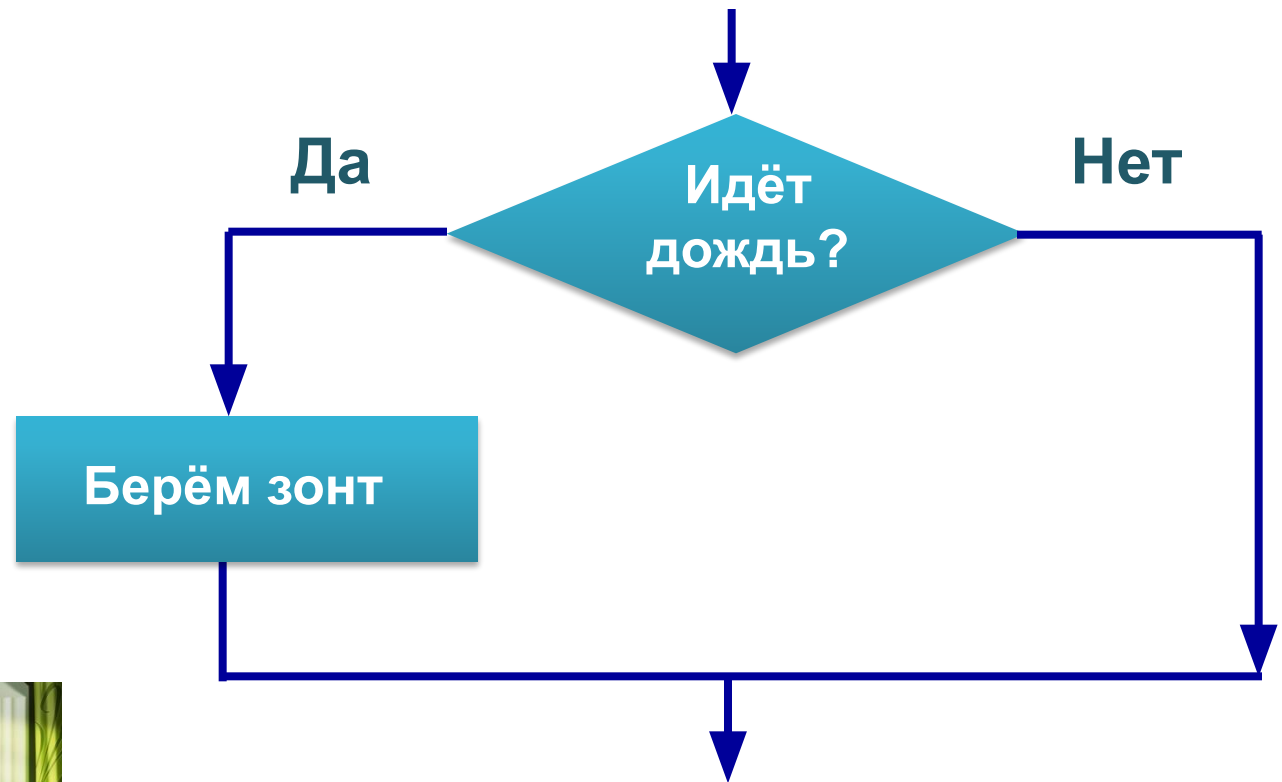 Да
Идёт
дождь?
Нет
Берём зонт